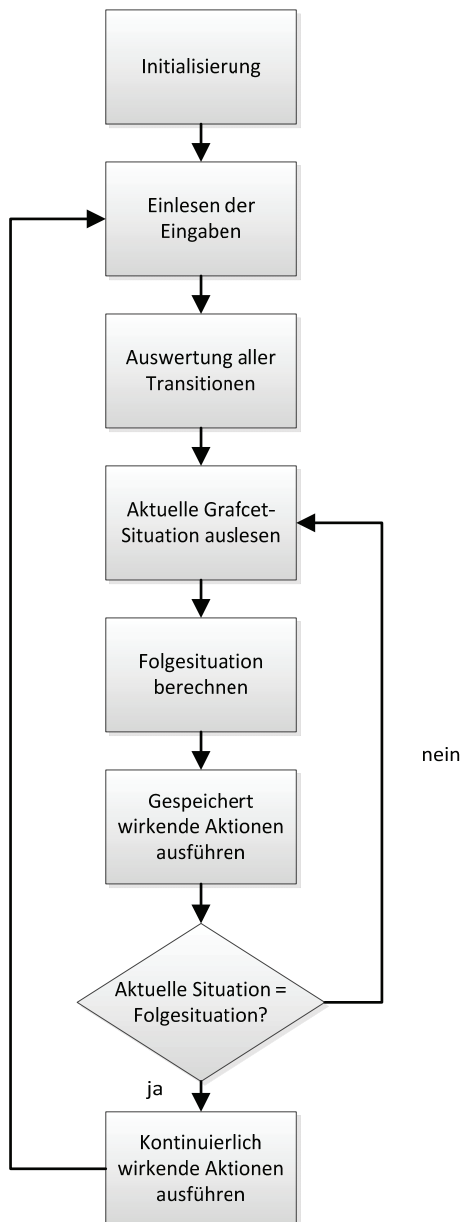 Initialisierung
Einlesen der
Eingaben
Auswertung aller
Transitionen
Aktuelle Grafcet-
Situation auslesen
Folgesituation
berechnen
nein
Gespeichert
wirkende Aktionen
ausführen
Aktuelle Situation =
Folgesituation?
ja
Kontinuierlich
wirkende Aktionen
ausführen